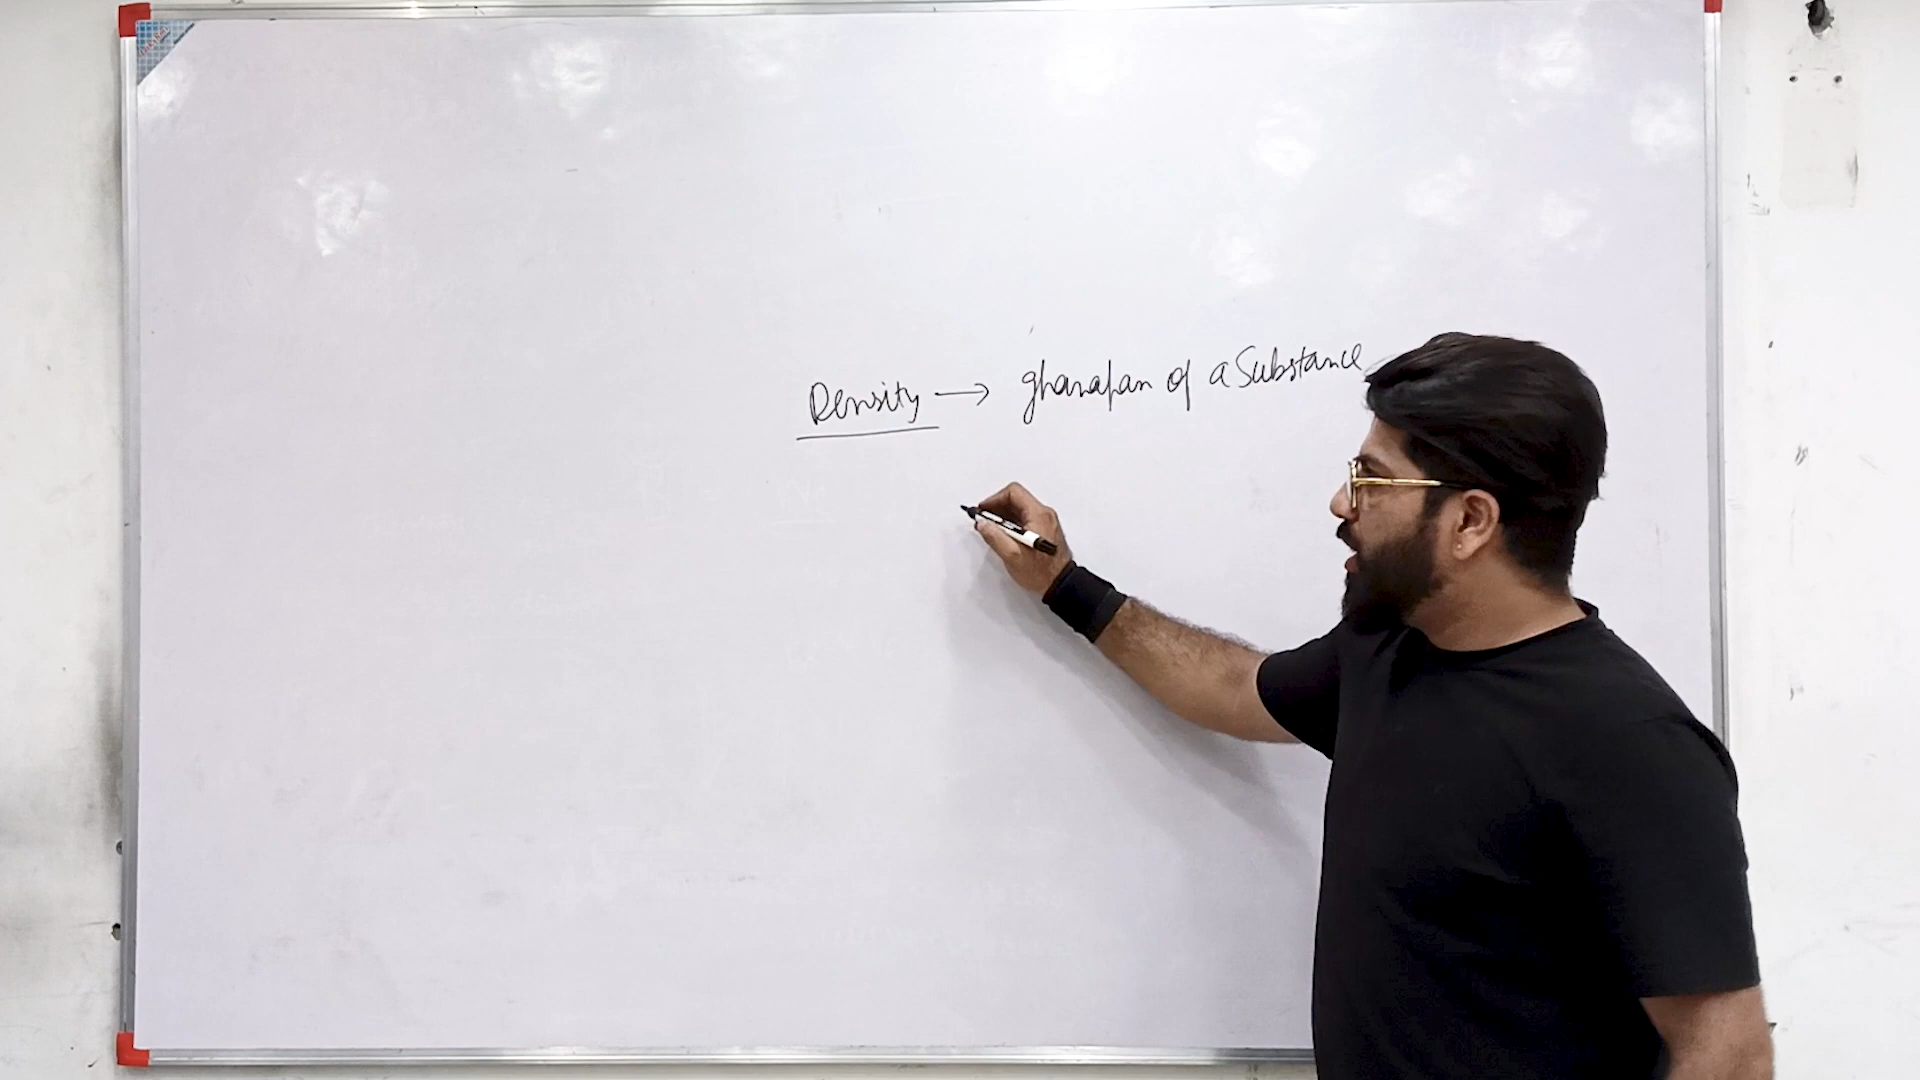 Density → ghanapan of a Substance